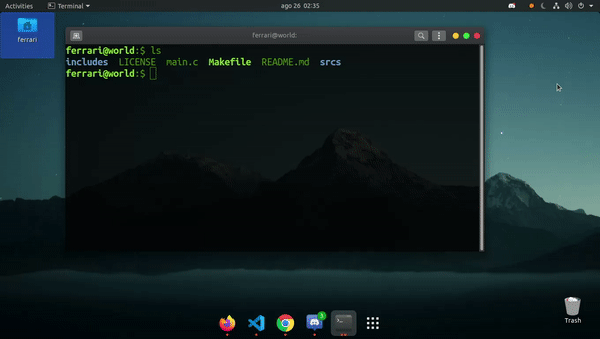 Activities Terminal ago 26 02:35
ferrari
ferrari@world:
ferrari@world:$ ls
includes LICENSE main.c Makefile README.md srcs
ferrari@world:$
3
Trash